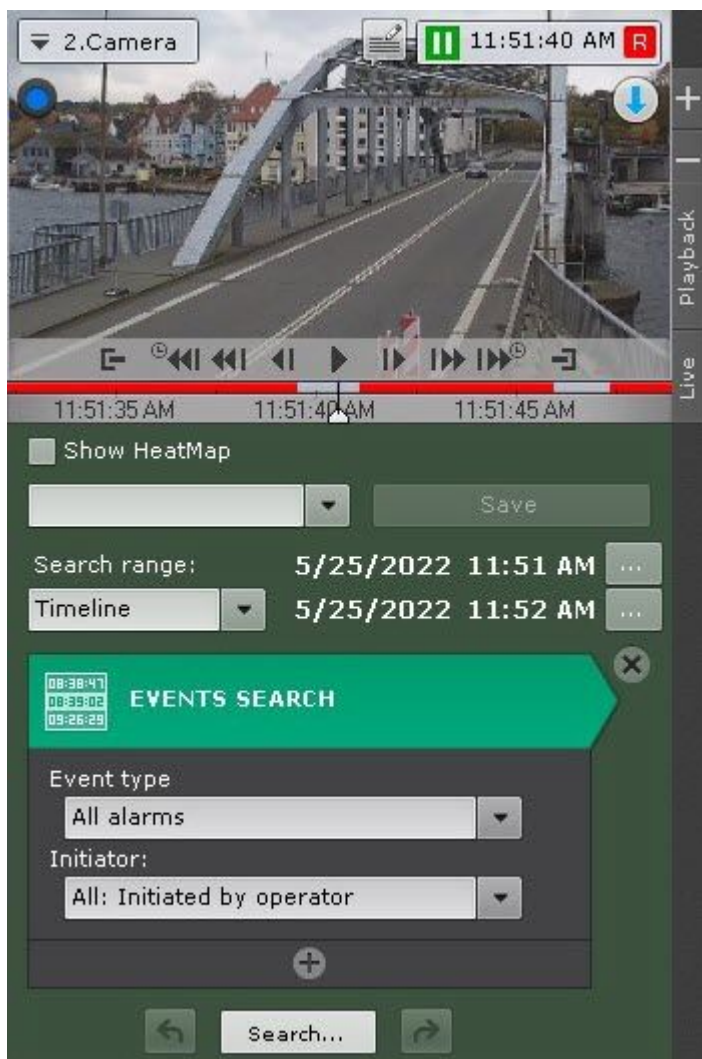 2.Camera
11:51:40 AM R
Playback
Live
11:51:35 AM 11:51:40 AM 11:51:45 AM
Show HeatMap
Save
Search range: 5/25/2022 11:51 AM ...
Timeline 5/25/2022 11:52 AM ...
08:38:47
08:39:02
09:26:29
EVENTS SEARCH
Event type
All alarms
Initiator:
All: Initiated by operator
Search...